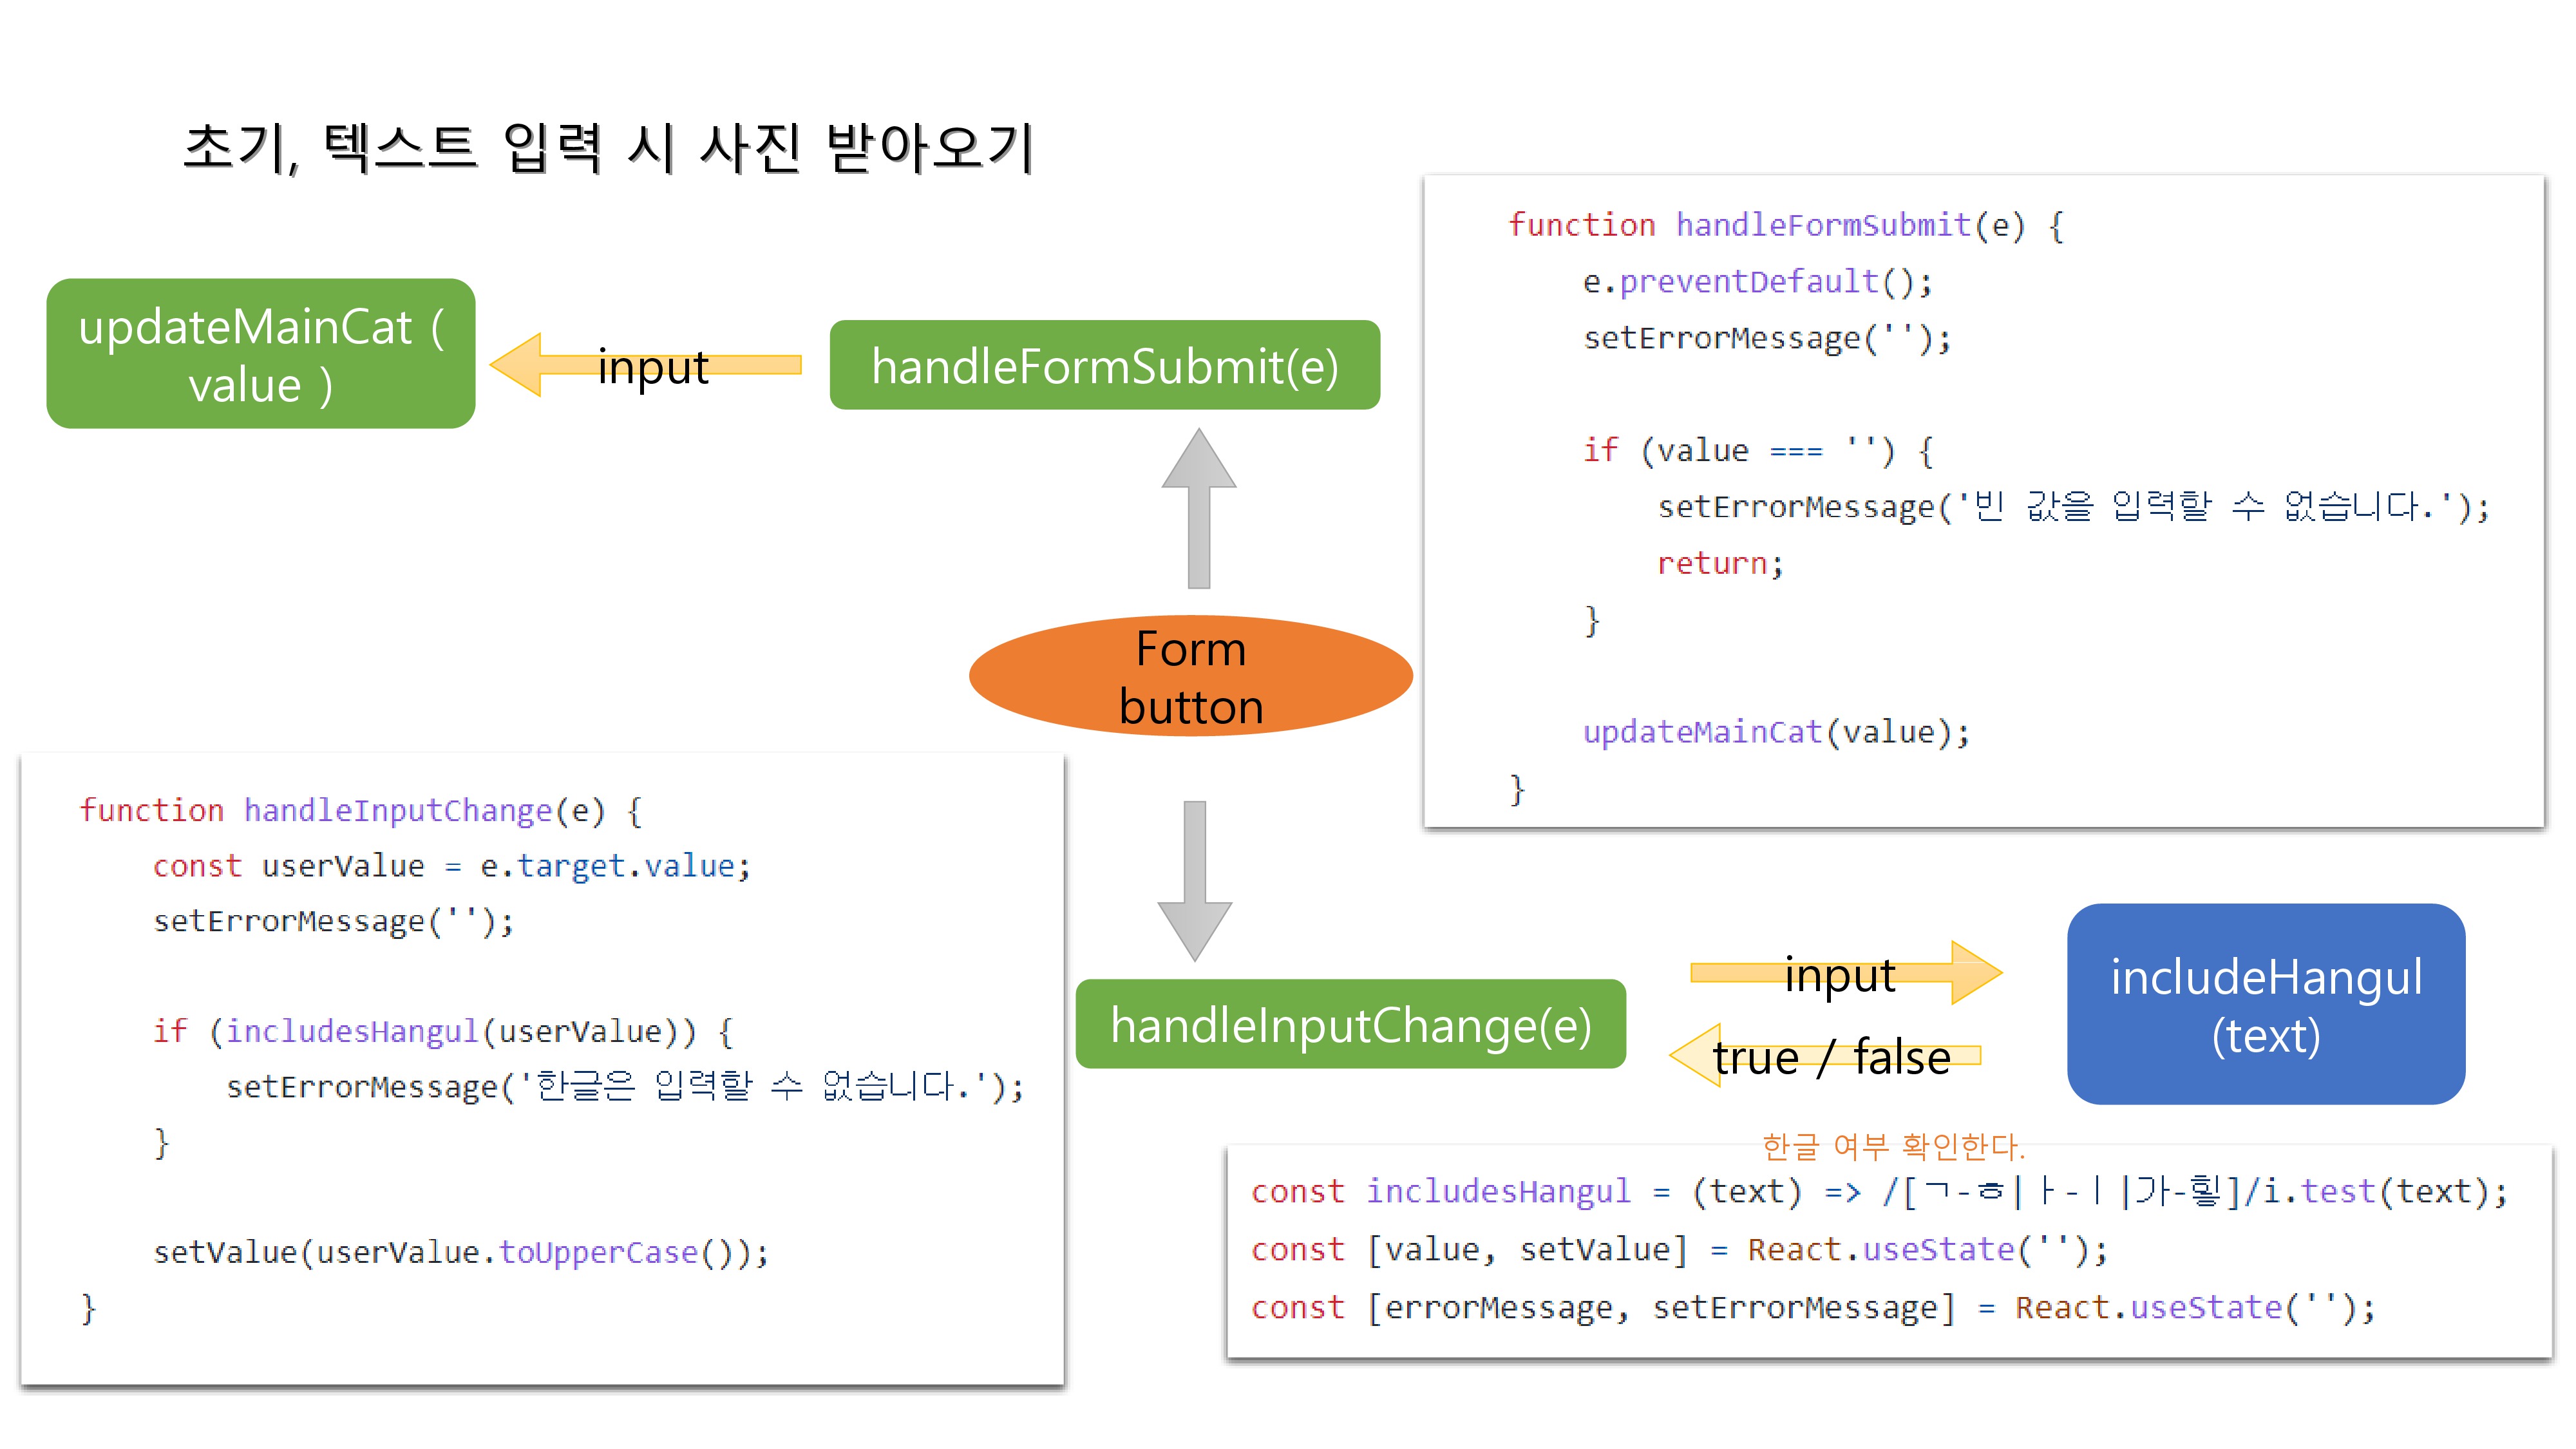 초기, 텍스트 입력 시 사진 받아오기
updateMainCat (
value )
input
handleFormSubmit(e)
function handleFormSubmit(e) {
e.preventDefault();
setErrorMessage('');
if (value === '') {
setErrorMessage('빈 값을 입력할 수 없습니다.');
return;
}
updateMainCat(value);
}
Form
button
function handleInputChange(e) {
const userValue = e.target.value;
setErrorMessage('');
if (includesHangul(userValue)) {
setErrorMessage('한글은 입력할 수 없습니다.');
}
setValue(userValue.toUpperCase());
}
handleInputChange(e)
input
true / false
includeHangul
(text)
한글 여부 확인한다.
const includesHangul = (text) => /[ㄱ-ㅎ|ㅏ-ㅣ|가-힣]/i.test(text);
const [value, setValue] = React.useState('');
const [errorMessage, setErrorMessage] = React.useState('');